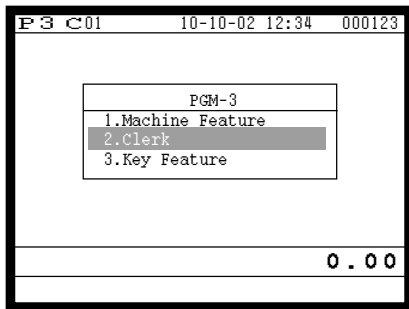 P3 C01 10-10-02 12:34 000123
PGM-3
1.Machine Feature
2.Clerk
3.Key Feature
0.00